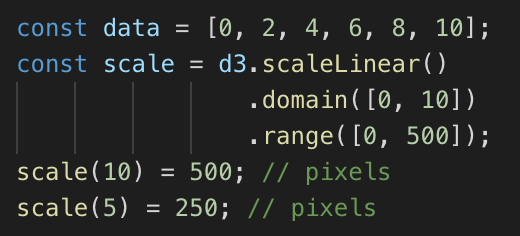 const data = [0, 2, 4, 6, 8, 10];
const scale = d3.scaleLinear()
                .domain([0, 10])
                .range([0, 500]);
scale(10) = 500; // pixels
scale(5) = 250; // pixels